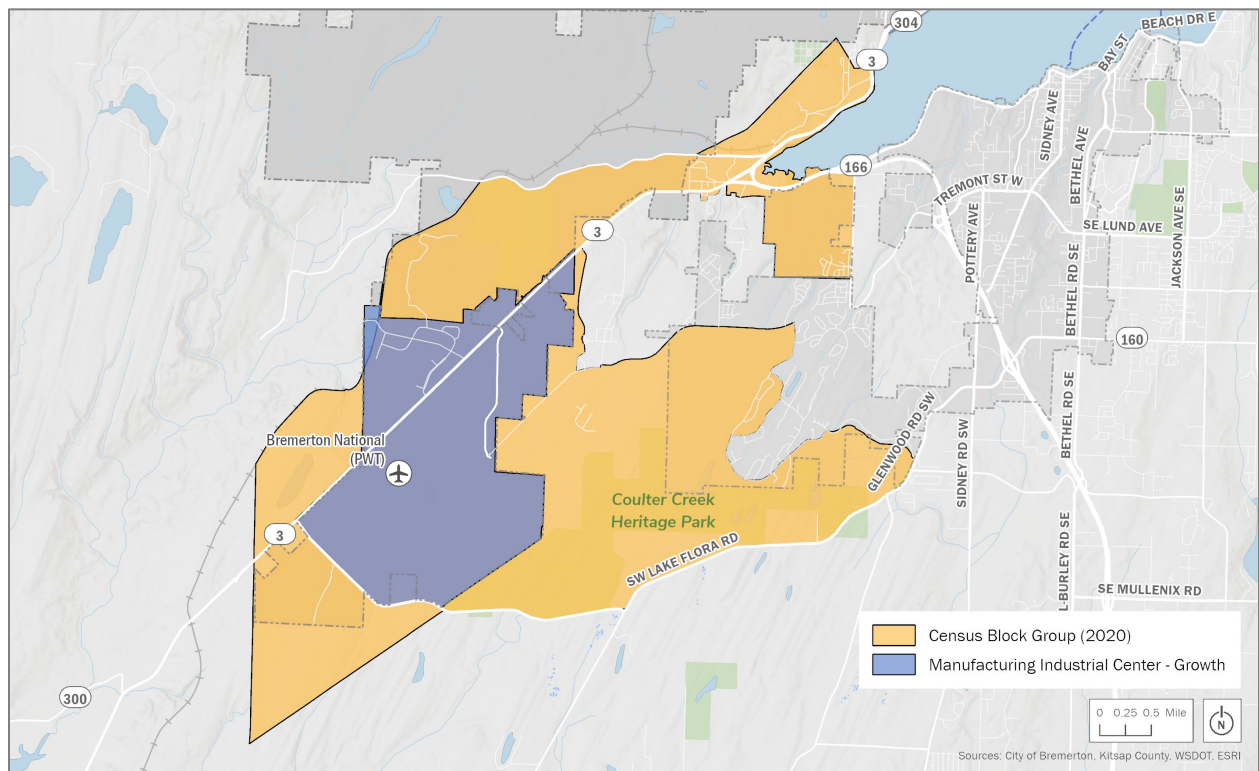 304
BEACH DR E
3
BAY ST
SIDNEY AVE
BETHEL AVE
166
TREMONT ST W
SE LUND AVE
POTTERY AVE
JACKSON AVE SE
3
BETHEL RD SE
160
GLENWOOD RD SW
SIDNEY RD SW
BETHEL RD SE
Bremerton National
(PWT)
Coulter Creek
Heritage Park
3
SW LAKE FLORA RD
L-BURLEY RD SE
SE MULLENIX RD
Census Block Group (2020)
Manufacturing Industrial Center - Growth
300
0 0.25 0.5 Mile
N
Sources: City of Bremerton, Kitsap County, WSDOT, ESRI